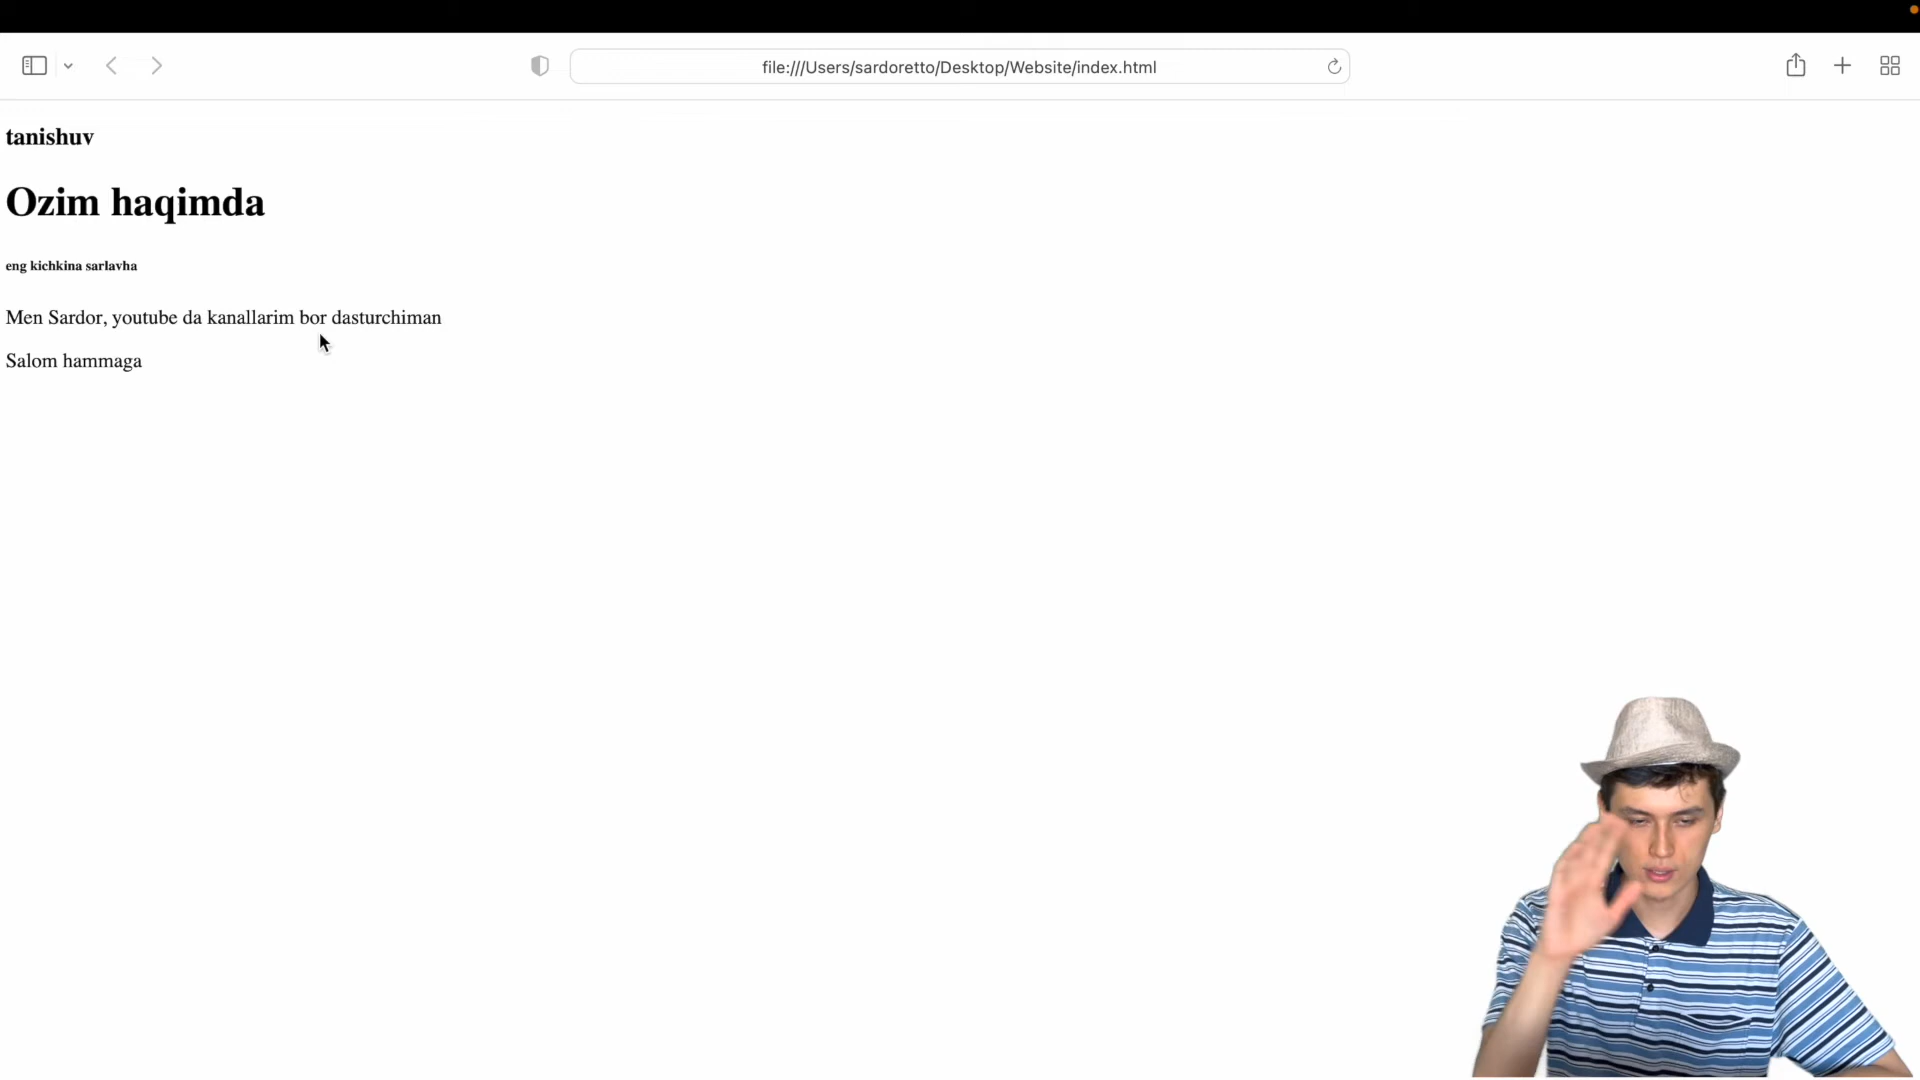 file:///Users/sardoretto/Desktop/Website/index.html
tanishuv
Ozim haqimda
eng kichkina sarlavha
Men Sardor, youtube da kanallarim bor dasturchiman
Salom hammaga